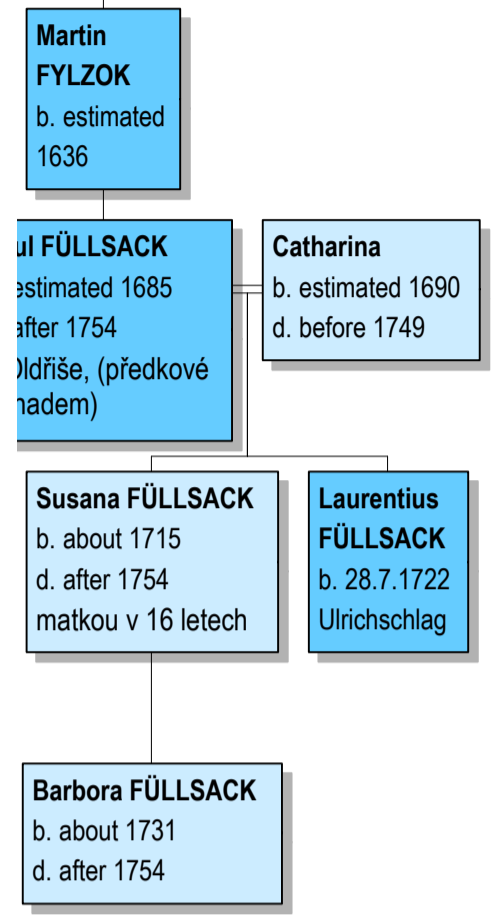 Martin
FYLZOK
b. estimated
1636
ul FÜLLSACK
estimated 1685
after 1754
Oldřiše, (předkové
Catharina
b. estimated 1690
d. before 1749
Susana FÜLLSACK
b. about 1715
d. after 1754
matkou v 16 letech
Laurentius
FÜLLSACK
b. 28.7.1722
Ulrichschlag
Barbora FÜLLSACK
b. about 1731
d. after 1754